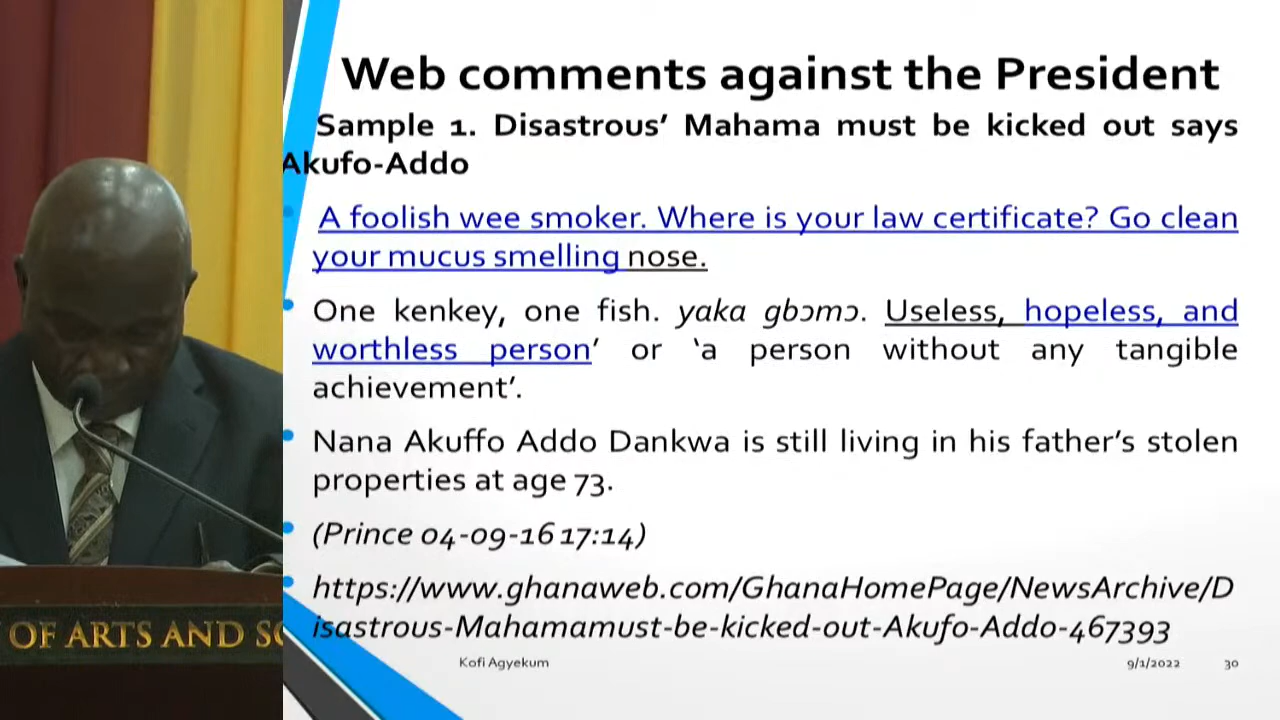 Web comments against the President
Sample 1. Disastrous' Mahama must be kicked out says
Akufo-Addo
A foolish wee smoker. Where is your law certificate? Go clean
your mucus smelling nose.
One kenkey, one fish. yaka gbɔmɔ. Useless, hopeless, and
worthless person' or 'a person without any tangible
achievement'.
Nana Akuffo Addo Dankwa is still living in his father's stolen
properties at age 73.
(Prince 04-09-16 17:14)
https://www.ghanaweb.com/GhanaHomePage/NewsArchive/D
isastrous-Mahamamust-be-kicked-out-Akufo-Addo-467393
Kofi Agyekum
9/1/2022
30
OF ARTS AND SC